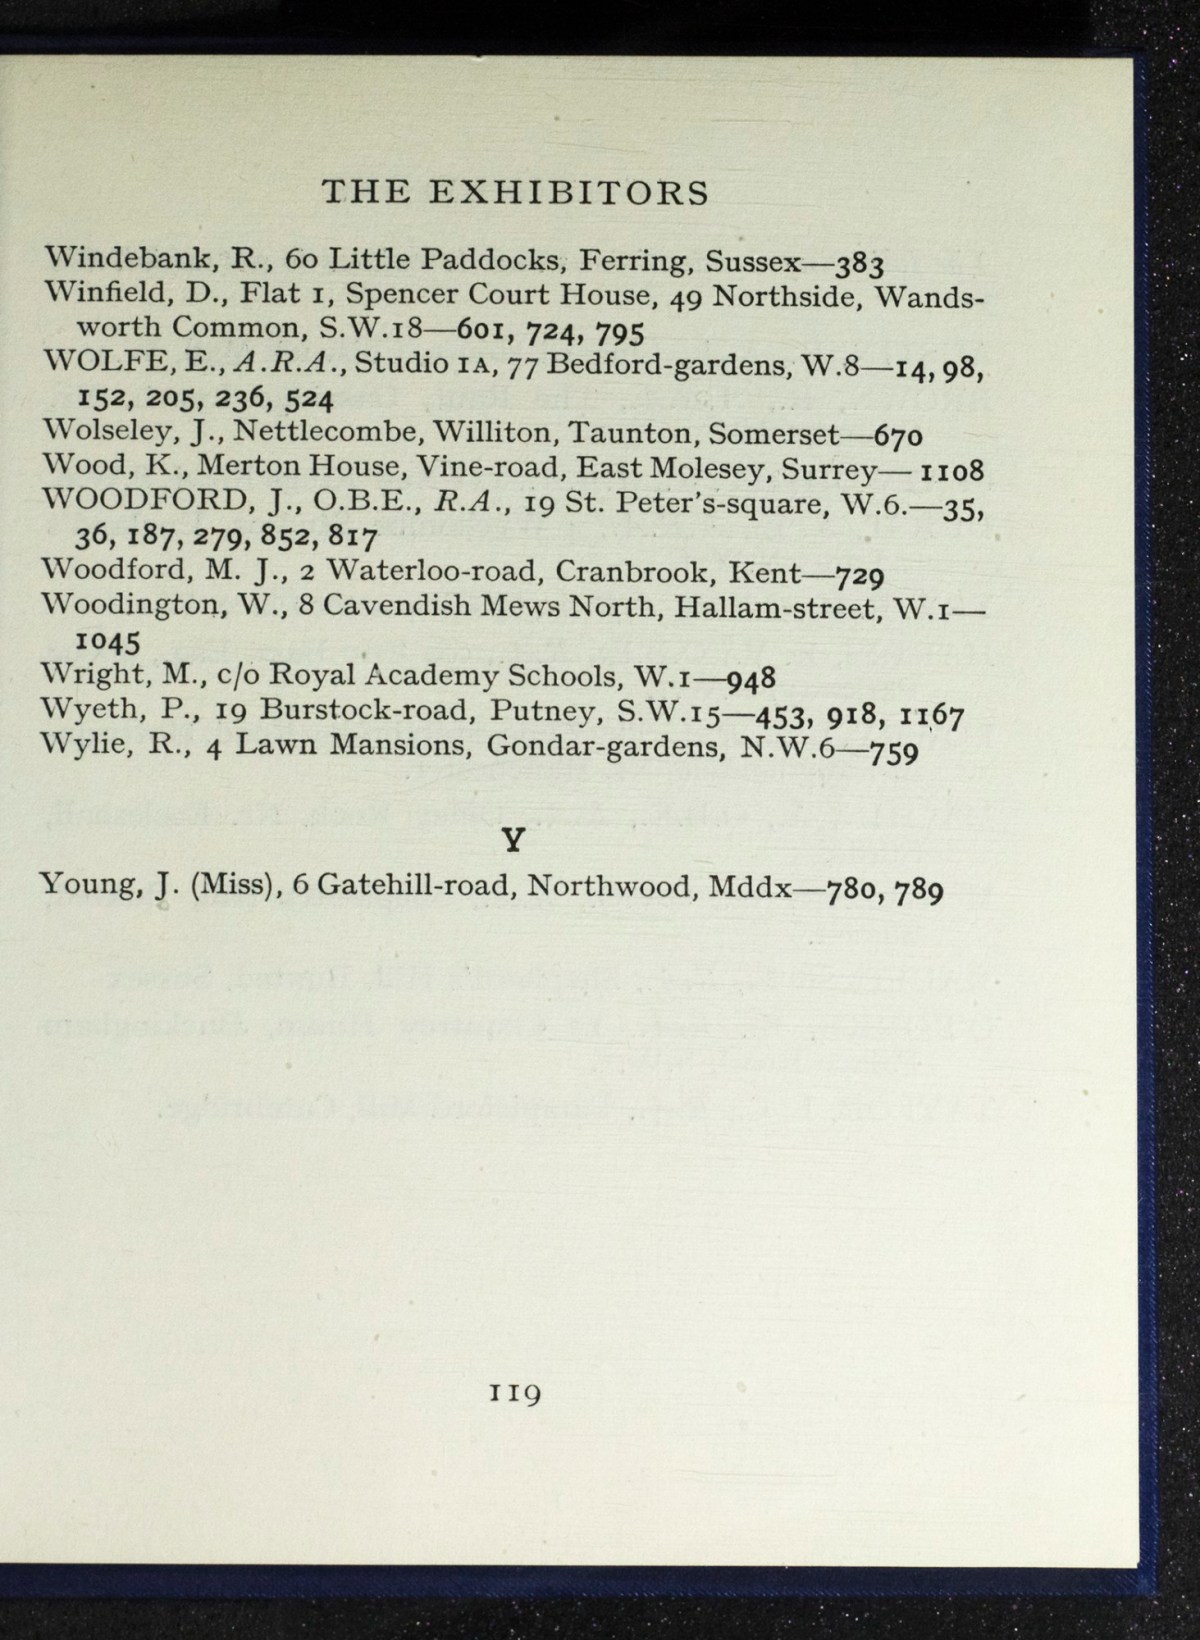 THE EXHIBITORS
Windebank, R., 60 Little Paddocks, Ferring, Sussex—383
Winfield, D., Flat 1, Spencer Court House, 49 Northside, Wands-
worth Common, S.W.18—601, 724, 795
WOLFE, E., A.R.A., Studio 1A, 77 Bedford-gardens, W.8—14, 98,
152, 205, 236, 524
Wolseley, J., Nettlecombe, Williton, Taunton, Somerset—670
Wood, K., Merton House, Vine-road, East Molesey, Surrey— 1108
WOODFORD, J., O.B.E., R.A., 19 St. Peter's-square, W.6.—35,
36, 187, 279, 852, 817
Woodford, M. J., 2 Waterloo-road, Cranbrook, Kent—729
Woodington, W., 8 Cavendish Mews North, Hallam-street, W.1—
1045
Wright, M., c/o Royal Academy Schools, W.1—948
Wyeth, P., 19 Burstock-road, Putney, S.W.15—453, 918, 1167
Wylie, R., 4 Lawn Mansions, Gondar-gardens, N.W.6—759
Y
Young, J. (Miss), 6 Gatehill-road, Northwood, Mddx—780, 789
119